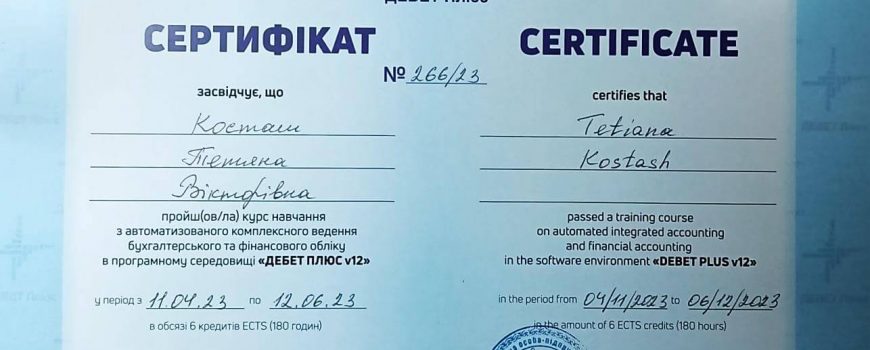 ДЕБЕТ ПЛЮС
СЕРТИФІКАТ
CERTIFICATE
№ 266/23
засвідчує, що
Косташ
Тетяна
Вікторівна
пройш(ов/ла) курс навчання
з автоматизованого комплексного ведення
бухгалтерського та фінансового обліку
в програмному середовищі «ДЕБЕТ ПЛЮС v12»
у період з 11.04.23 по 12.06.23
в обсязі 6 кредитів ECTS (180 годин)
certifies that
Tetiana
Kostash
passed a training course
on automated integrated accounting
and financial accounting
in the software environment «DEBET PLUS v12»
in the period from 04/11/2023 to 06/12/2023
in the amount of 6 ECTS credits (180 hours)